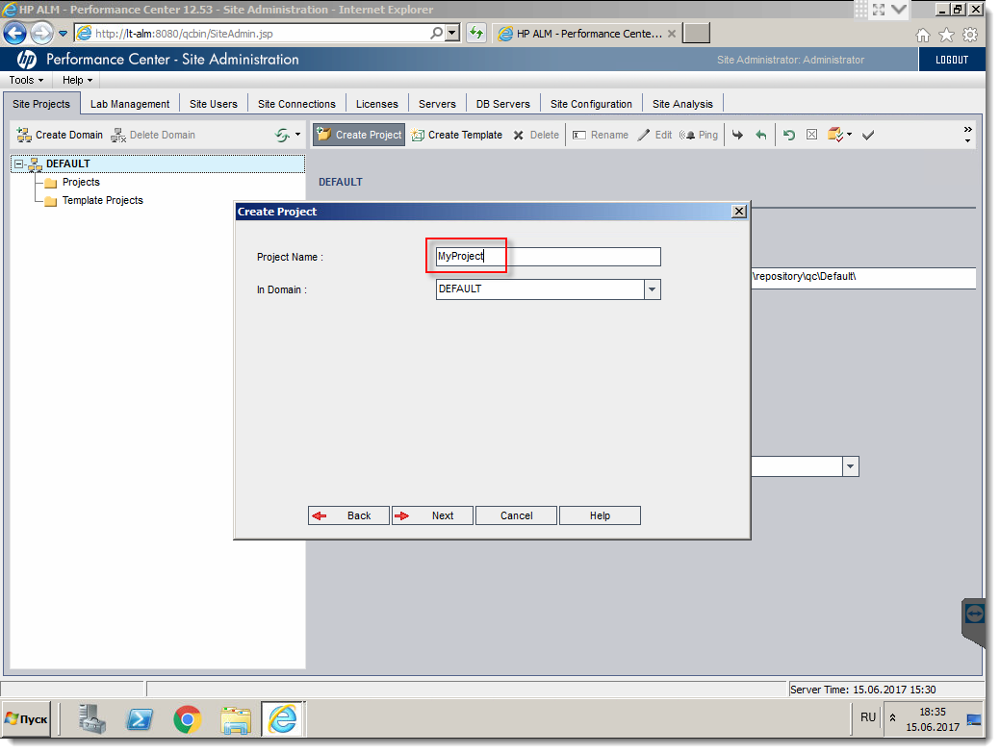 HP ALM - Performance Center 12.53 - Site Administration - Internet Explorer
http://lt-alm:8080/qcbin/SiteAdmin.jsp
HP ALM - Performance Cente...
hp Performance Center - Site Administration
Site Administrator: Administrator
LOGOUT
Tools Help
Site Projects Lab Management Site Users Site Connections Licenses Servers DB Servers Site Configuration Site Analysis
Create Domain Delete Domain Create Project Create Template Delete Rename Edit Ping
DEFAULT
Projects
Template Projects
DEFAULT
Create Project
Project Name :
MyProject
In Domain :
DEFAULT
\repository\qc\Default\
Back Next Cancel Help
Server Time: 15.06.2017 15:30
Пуск
RU
18:35
15.06.2017